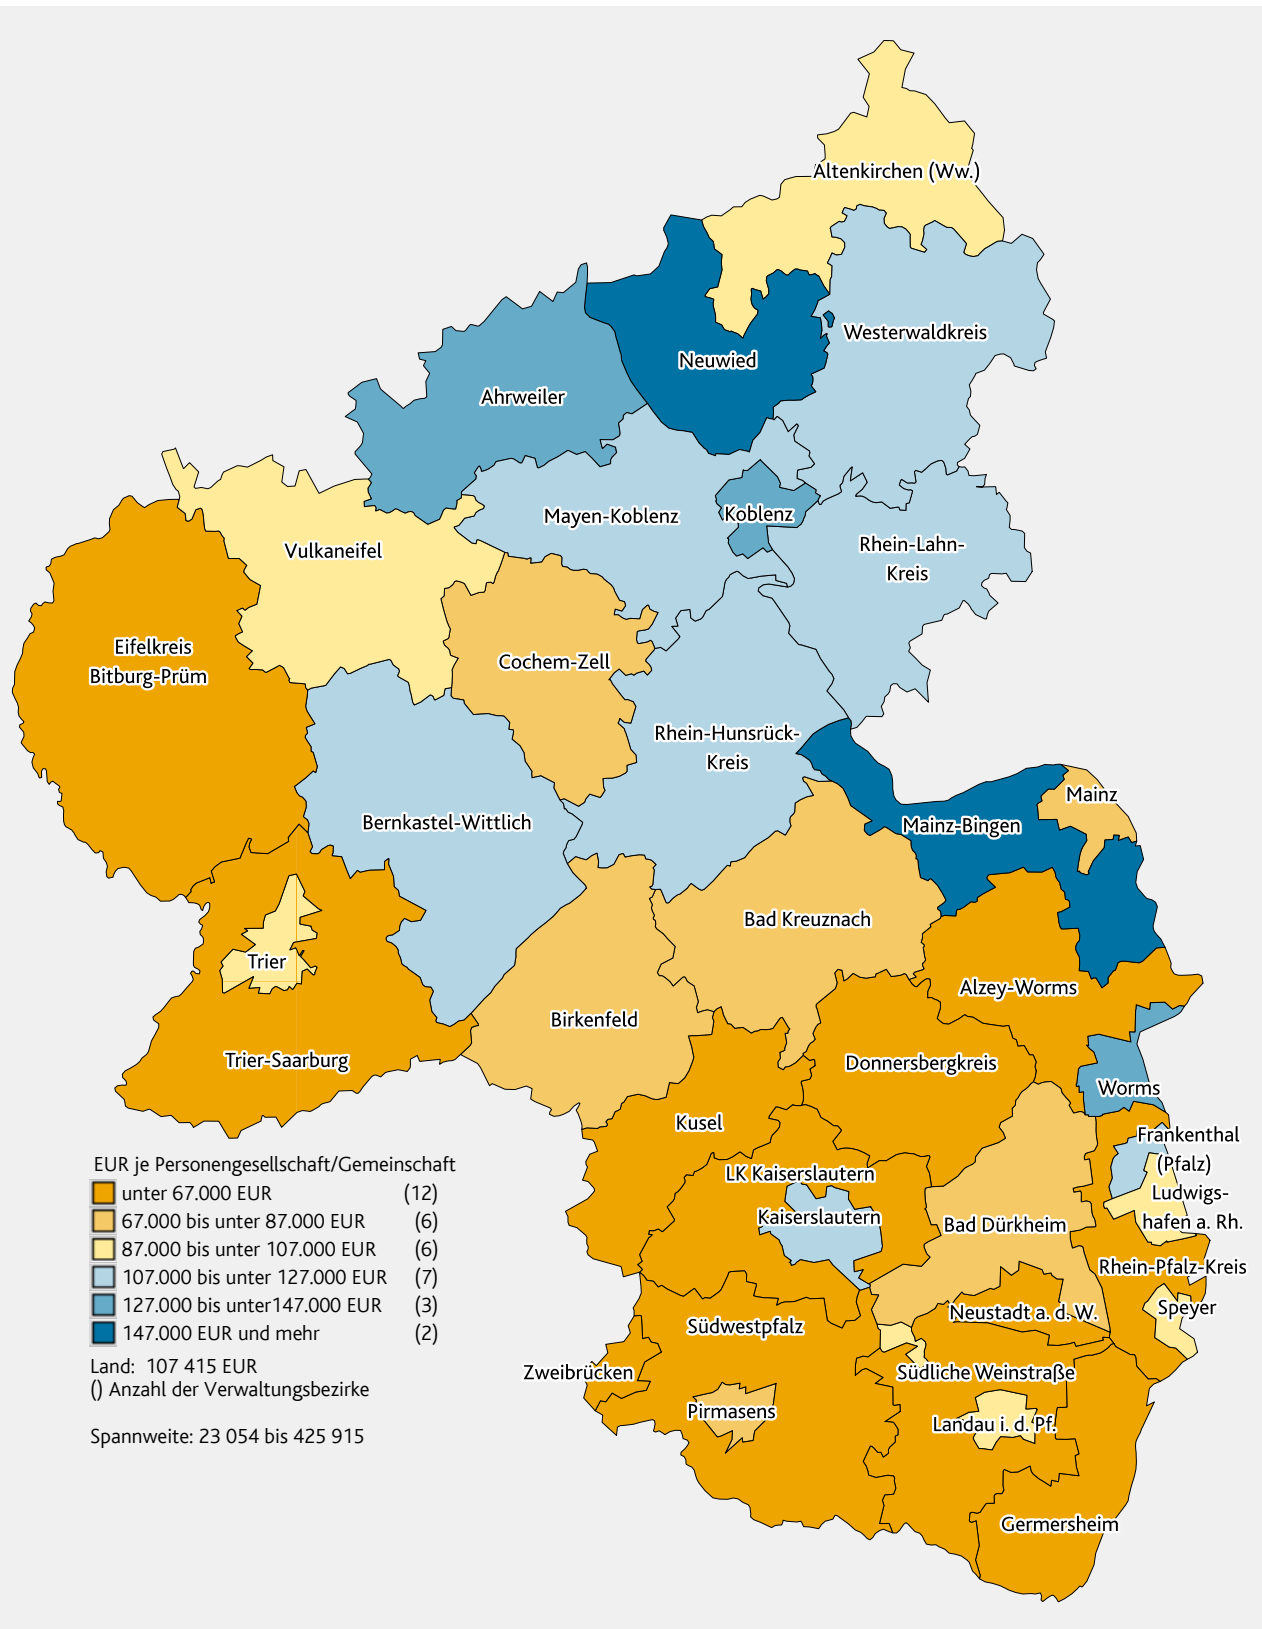 Altenkirchen (Ww.)
Westerwaldkreis
Neuwied
Ahrweiler
Mayen-Koblenz
Koblenz
Rhein-Lahn-
Kreis
Vulkaneifel
Eifelkreis
Bitburg-Prüm
Cochem-Zell
Rhein-Hunsrück-
Kreis
Mainz
Mainz-Bingen
Bernkastel-Wittlich
Bad Kreuznach
Trier
Alzey-Worms
Birkenfeld
Trier-Saarburg
Donnersbergkreis
Worms
Kusel
Frankenthal
(Pfalz)
LK Kaiserslautern
Ludwigs-
hafen a. Rh.
Kaiserslautern
Bad Dürkheim
Rhein-Pfalz-Kreis
Speyer
Neustadt a. d. W.
Südwestpfalz
Zweibrücken
Südliche Weinstraße
Pirmasens
Landau i. d. Pf.
Germersheim
EUR je Personengesellschaft/Gemeinschaft
unter 67.000 EUR (12)
67.000 bis unter 87.000 EUR (6)
87.000 bis unter 107.000 EUR (6)
107.000 bis unter 127.000 EUR (7)
127.000 bis unter147.000 EUR (3)
147.000 EUR und mehr (2)
Land: 107 415 EUR
() Anzahl der Verwaltungsbezirke
Spannweite: 23 054 bis 425 915